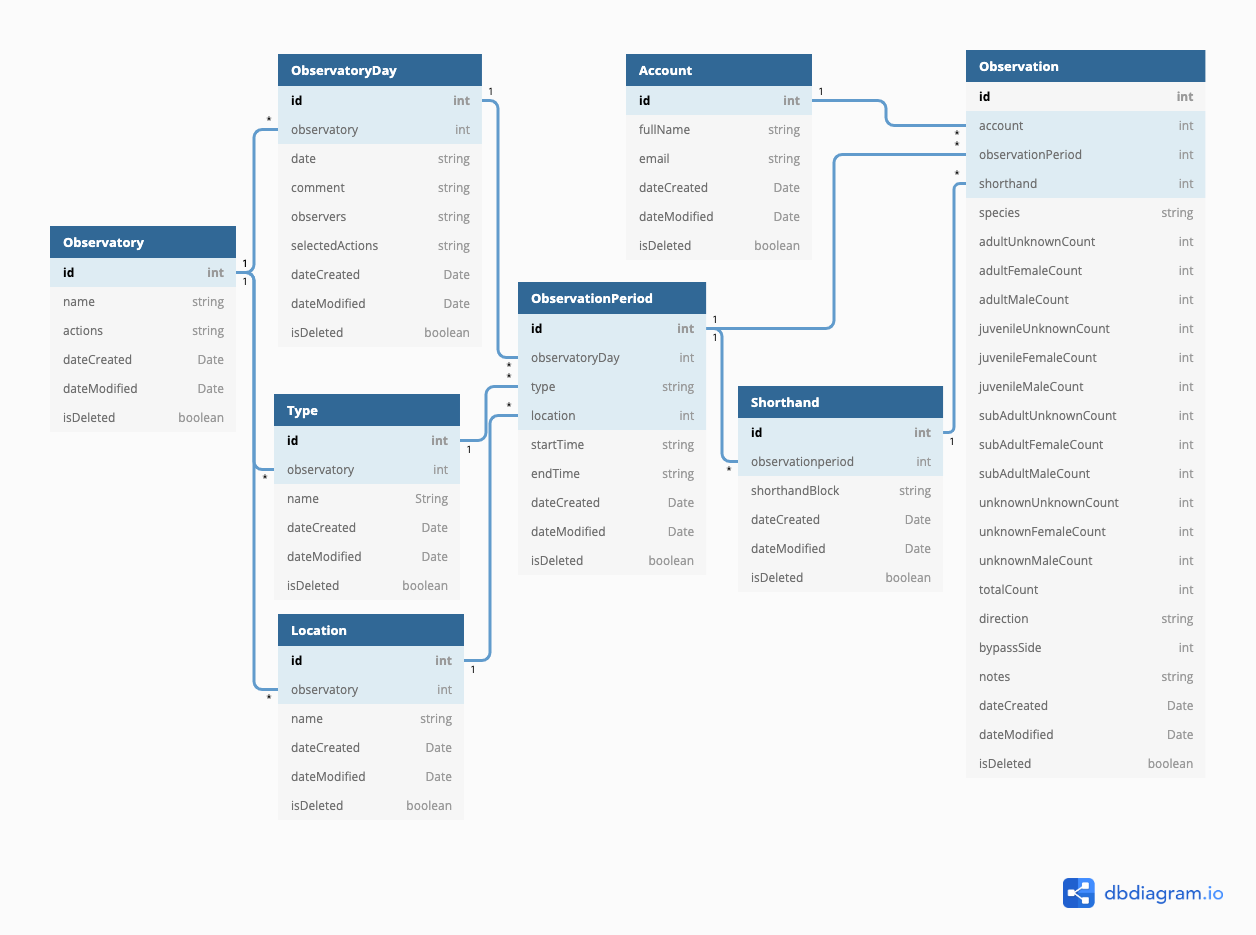 Observatory
id int
name string
actions string
dateCreated Date
dateModified Date
isDeleted boolean
1
1
ObservatoryDay
id int
observatory int
date string
comment string
observers string
selectedActions string
dateCreated Date
dateModified Date
isDeleted boolean
*
1
Type
id int
observatory int
name String
dateCreated Date
dateModified Date
isDeleted boolean
*
1
Location
id int
observatory int
name string
dateCreated Date
dateModified Date
isDeleted boolean
*
1
Account
id int
fullName string
email string
dateCreated Date
dateModified Date
isDeleted boolean
1
ObservationPeriod
id int
observatoryDay int
type string
location int
startTime string
endTime string
dateCreated Date
dateModified Date
isDeleted boolean
*
*
*
1
1
Shorthand
id int
observationperiod int
shorthandBlock string
dateCreated Date
dateModified Date
isDeleted boolean
*
1
Observation
id int
account int
observationPeriod int
shorthand int
species string
adultUnknownCount int
adultFemaleCount int
adultMaleCount int
juvenileUnknownCount int
juvenileFemaleCount int
juvenileMaleCount int
subAdultUnknownCount int
subAdultFemaleCount int
subAdultMaleCount int
unknownUnknownCount int
unknownFemaleCount int
unknownMaleCount int
totalCount int
direction string
bypassSide int
notes string
dateCreated Date
dateModified Date
isDeleted boolean
*
*
*
dbdiagram.io